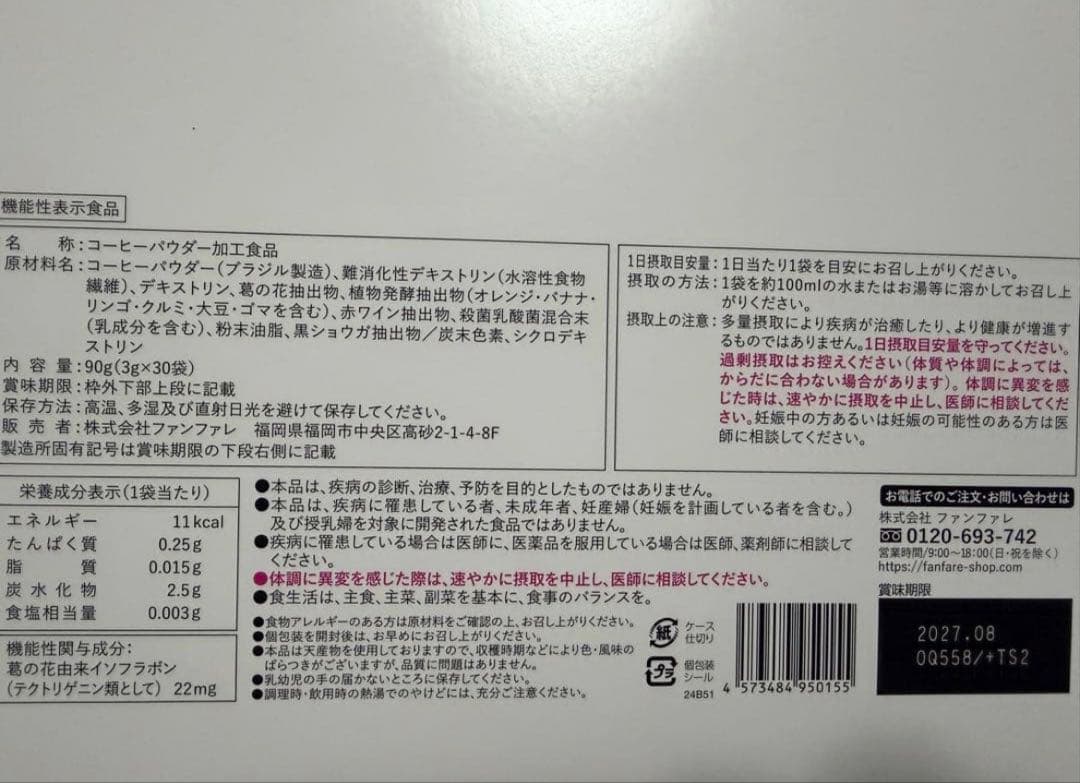 機能性表示食品
名　　称：コーヒーパウダー加工食品
原材料名：コーヒーパウダー（ブラジル製造）、難消化性デキストリン（水溶性食物
繊維）、デキストリン、葛の花抽出物、植物発酵抽出物（オレンジ・バナナ・
リンゴ・クルミ・大豆・ゴマを含む）、赤ワイン抽出物、殺菌乳酸菌混合末
（乳成分を含む）、粉末油脂、黒ショウガ抽出物／炭末色素、シクロデキ
ストリン
内 容 量：90g（3g×30袋）
賞味期限：枠外下部上段に記載
保存方法：高温、多湿及び直射日光を避けて保存してください。
販 売 者：株式会社ファンファレ　福岡県福岡市中央区高砂2-1-4-8F
製造所固有記号は賞味期限の下段右側に記載
1日摂取目安量：1日当たり1袋を目安にお召し上がりください。
摂取の方法：1袋を約100mlの水またはお湯等に溶かしてお召し上
がりください。
摂取上の注意：多量摂取により疾病が治癒したり、より健康が増進す
るものではありません。1日摂取目安量を守ってください。
過剰摂取はお控えください（体質や体調によっては、
からだに合わない場合があります）。体調に異変を感
じた時は、速やかに摂取を中止し、医師に相談してくだ
さい。妊娠中の方あるいは妊娠の可能性のある方は医
師に相談してください。
栄養成分表示（1袋当たり）
エネルギー　11kcal
たんぱく質　0.25g
脂　　質　0.015g
炭水化物　2.5g
食塩相当量　0.003g
機能性関与成分：
葛の花由来イソフラボン
（テクトリゲニン類として）　22mg
●本品は、疾病の診断、治療、予防を目的としたものではありません。
●本品は、疾病に罹患している者、未成年者、妊産婦（妊娠を計画している者を含む。）
及び授乳婦を対象に開発された食品ではありません。
●疾病に罹患している場合は医師に、医薬品を服用している場合は医師、薬剤師に相談して
ください。
●体調に異変を感じた際は、速やかに摂取を中止し、医師に相談してください。
●食生活は、主食、主菜、副菜を基本に、食事のバランスを。
●食物アレルギーのある方は原材料をご確認の上、お召し上がりください。
●個包装を開封後は、お早めにお召し上がりください。
●本品は天産物を使用しておりますので、収穫時期などにより色・風味の
ばらつきがございますが、品質に問題はありません。
●乳幼児の手の届かないところに保存してください。
●調理時・飲用時の熱湯でのやけどには、充分ご注意ください。
紙
ケース
仕切り
プラ
個包装
シール
24B51
4 573484 950155
お電話でのご注文・お問い合わせは
株式会社 ファンファレ
0120-693-742
営業時間/9:00〜18:00（日・祝を除く）
https://fanfare-shop.com
賞味期限
2027.08
0Q558/+TS2